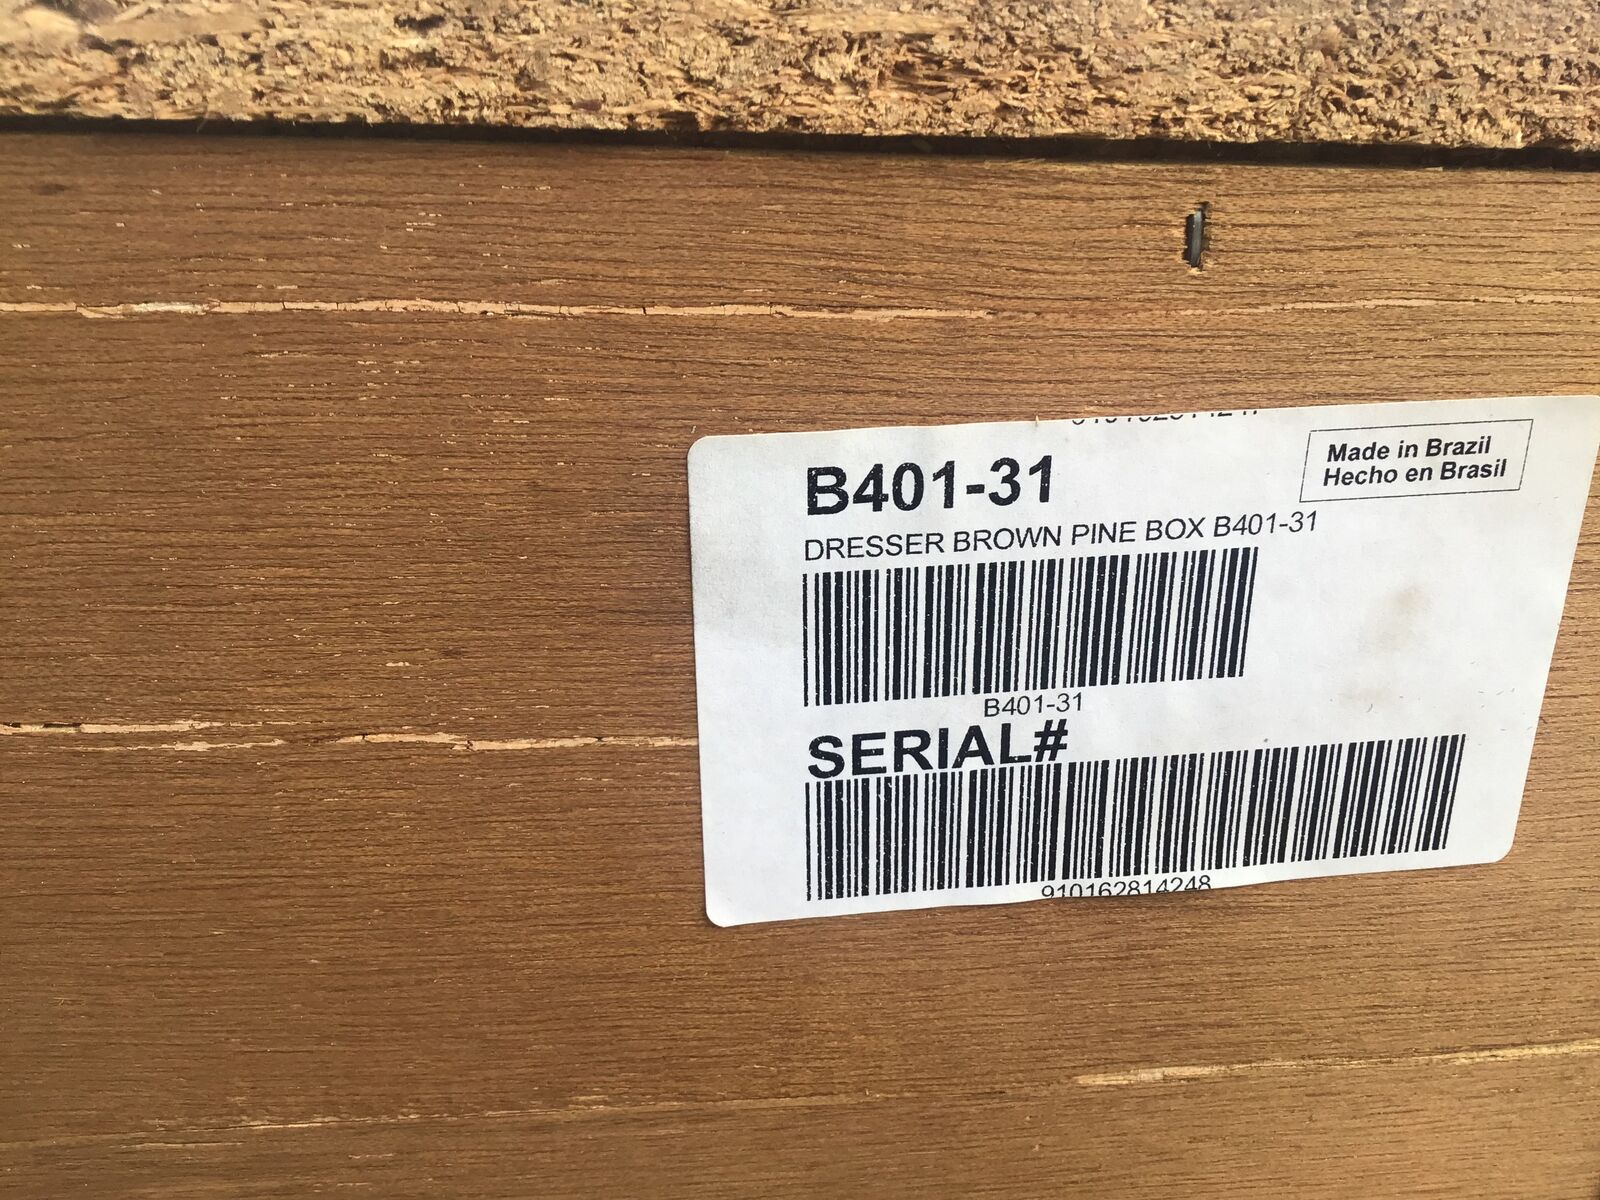 B401-31
Made in Brazil
Hecho en Brasil
DRESSER BROWN PINE BOX B401-31
B401-31
SERIAL#
910162814248